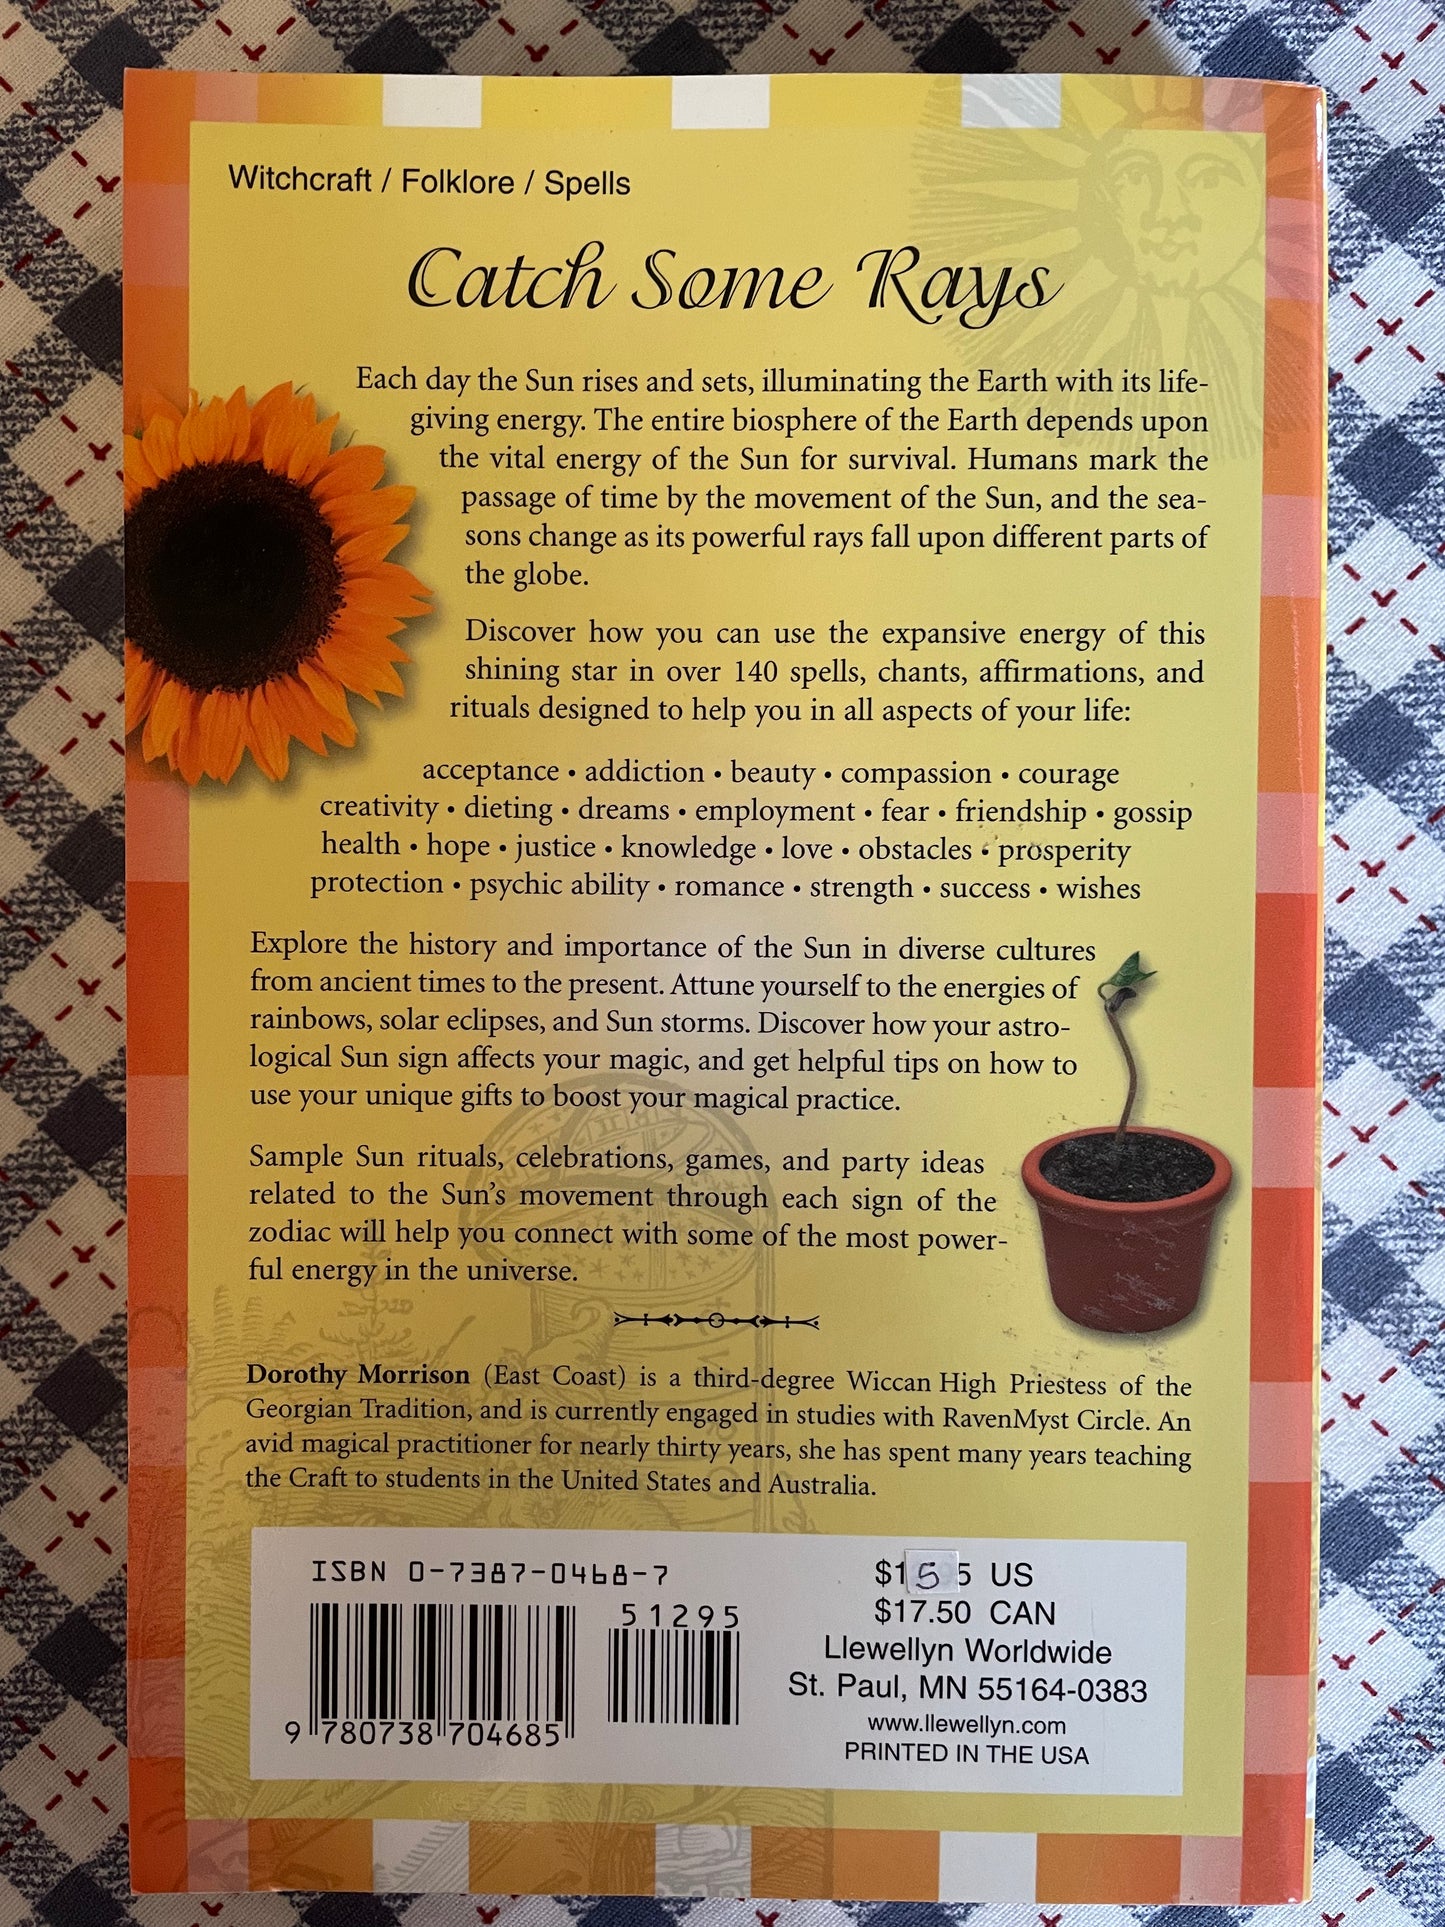 Witchcraft / Folklore / Spells
Catch Some Rays
Each day the Sun rises and sets, illuminating the Earth with its life-
giving energy. The entire biosphere of the Earth depends upon
the vital energy of the Sun for survival. Humans mark the
passage of time by the movement of the Sun, and the sea-
sons change as its powerful rays fall upon different parts of
the globe.
Discover how you can use the expansive energy of this
shining star in over 140 spells, chants, affirmations, and
rituals designed to help you in all aspects of your life:
acceptance • addiction • beauty • compassion • courage
creativity • dieting • dreams • employment • fear • friendship • gossip
health • hope • justice • knowledge • love • obstacles • prosperity
protection • psychic ability • romance • strength • success • wishes
Explore the history and importance of the Sun in diverse cultures
from ancient times to the present. Attune yourself to the energies of
rainbows, solar eclipses, and Sun storms. Discover how your astro-
logical Sun sign affects your magic, and get helpful tips on how to
use your unique gifts to boost your magical practice.
Sample Sun rituals, celebrations, games, and party ideas
related to the Sun's movement through each sign of the
zodiac will help you connect with some of the most power-
ful energy in the universe.
Dorothy Morrison (East Coast) is a third-degree Wiccan High Priestess of the
Georgian Tradition, and is currently engaged in studies with RavenMyst Circle. An
avid magical practitioner for nearly thirty years, she has spent many years teaching
the Craft to students in the United States and Australia.
ISBN 0-7387-0468-7
51295
9 780738 704685
$15 5 US
$17.50 CAN
Llewellyn Worldwide
St. Paul, MN 55164-0383
www.llewellyn.com
PRINTED IN THE USA